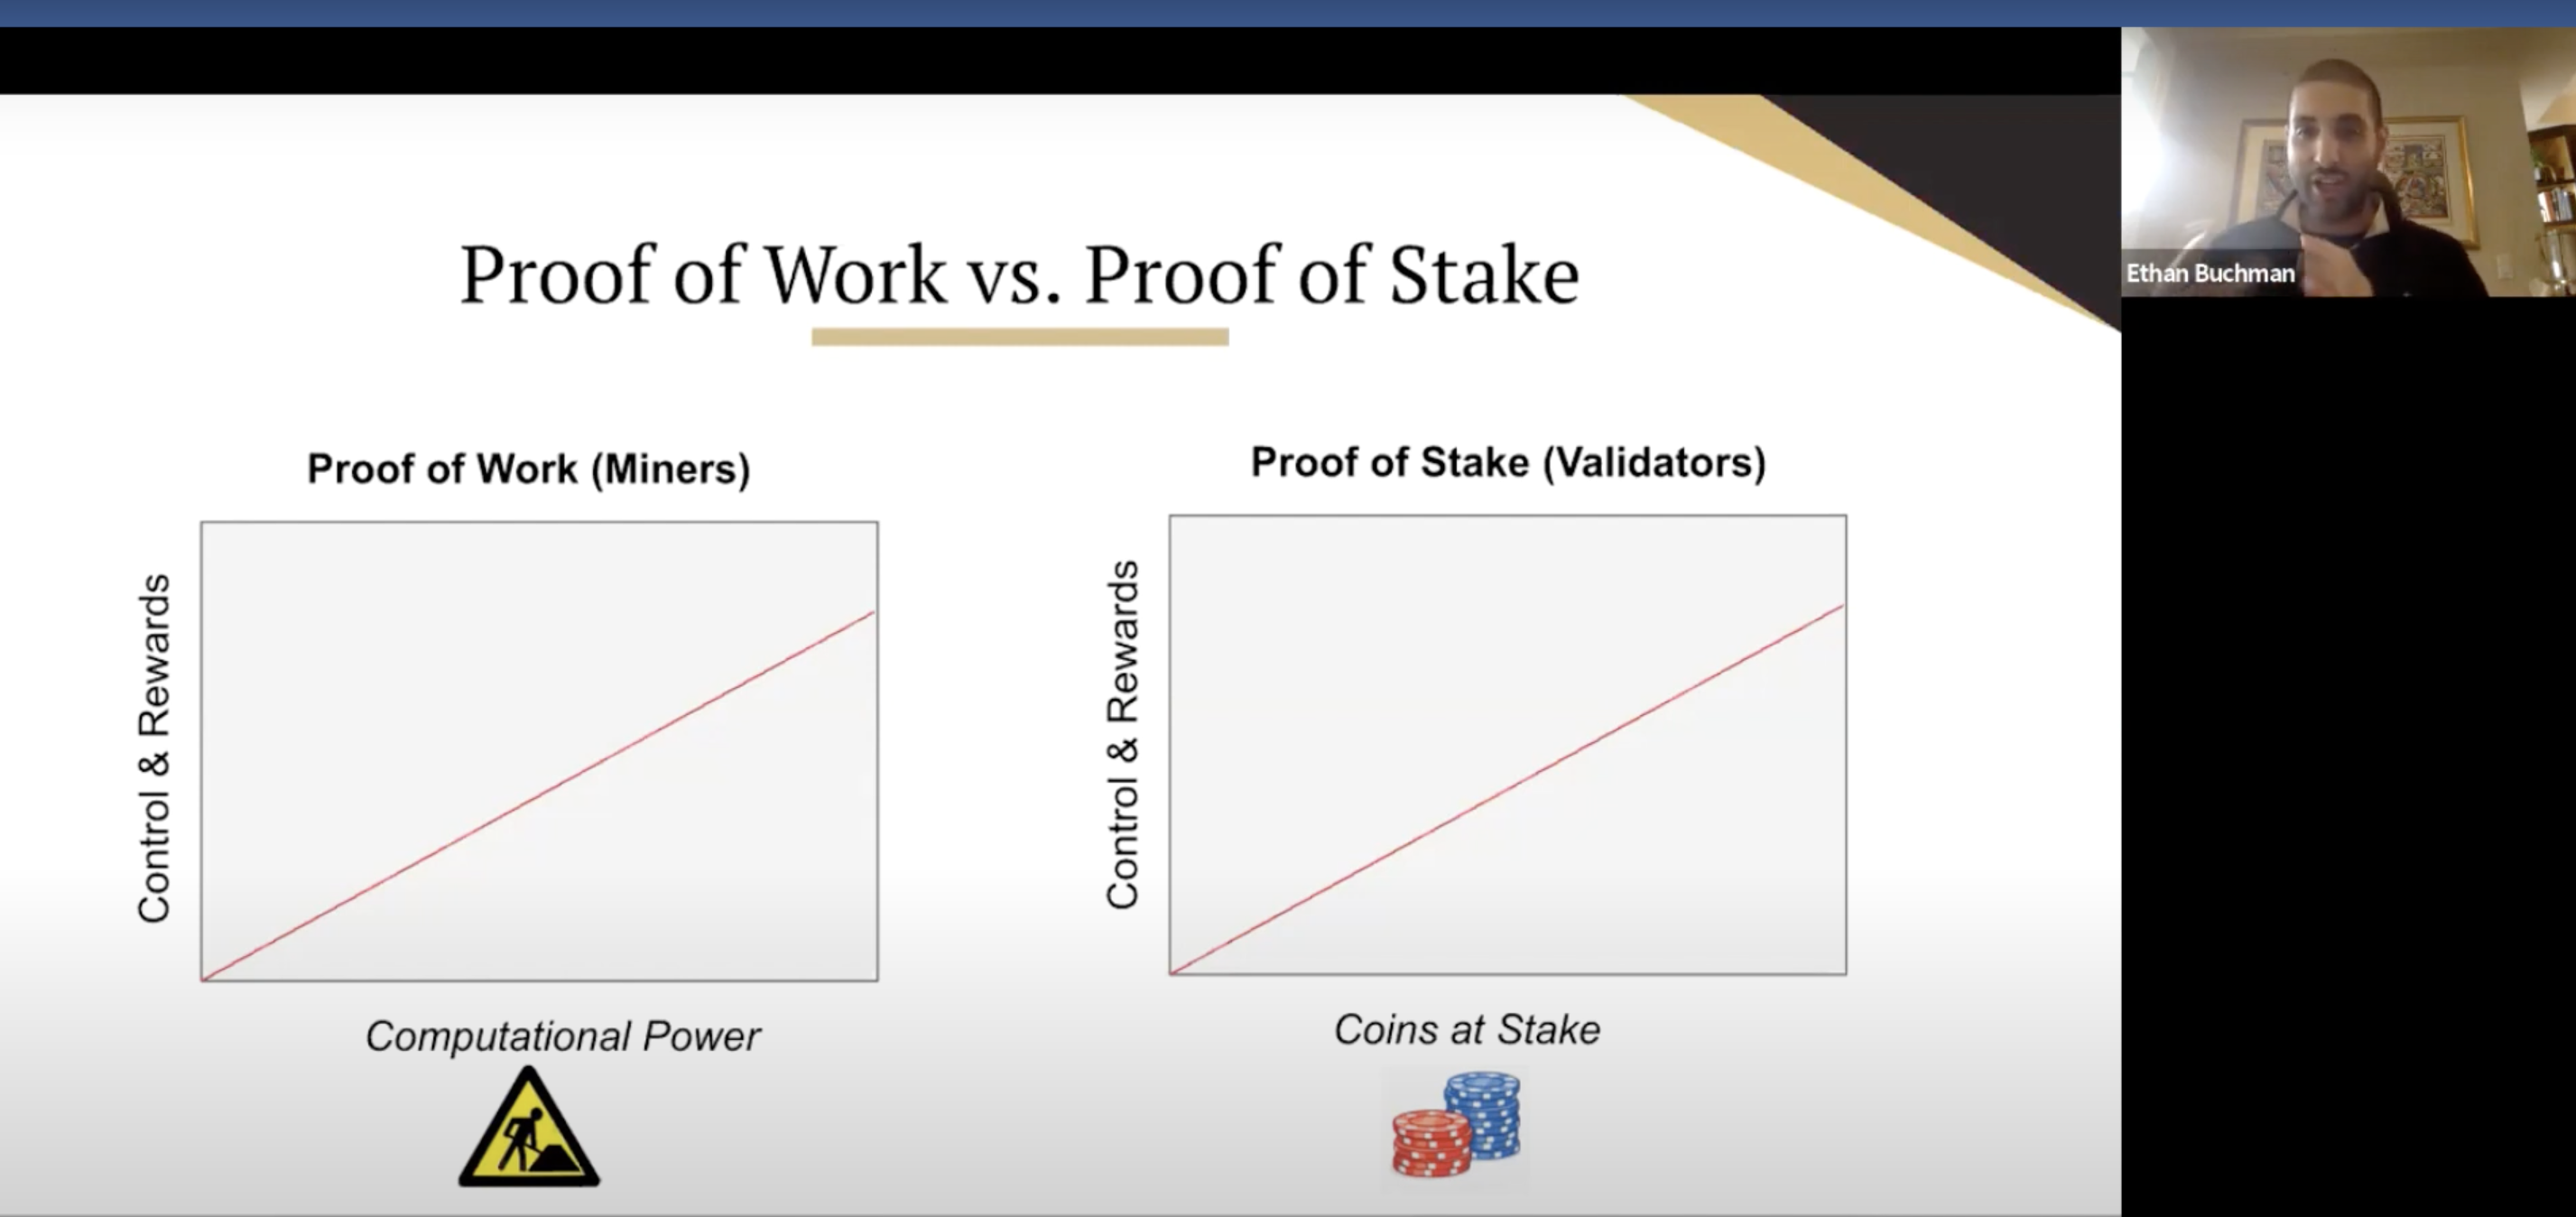 Proof of Work vs. Proof of Stake
Proof of Work (Miners)
Control & Rewards
Computational Power
Proof of Stake (Validators)
Control & Rewards
Coins at Stake
Ethan Buchman